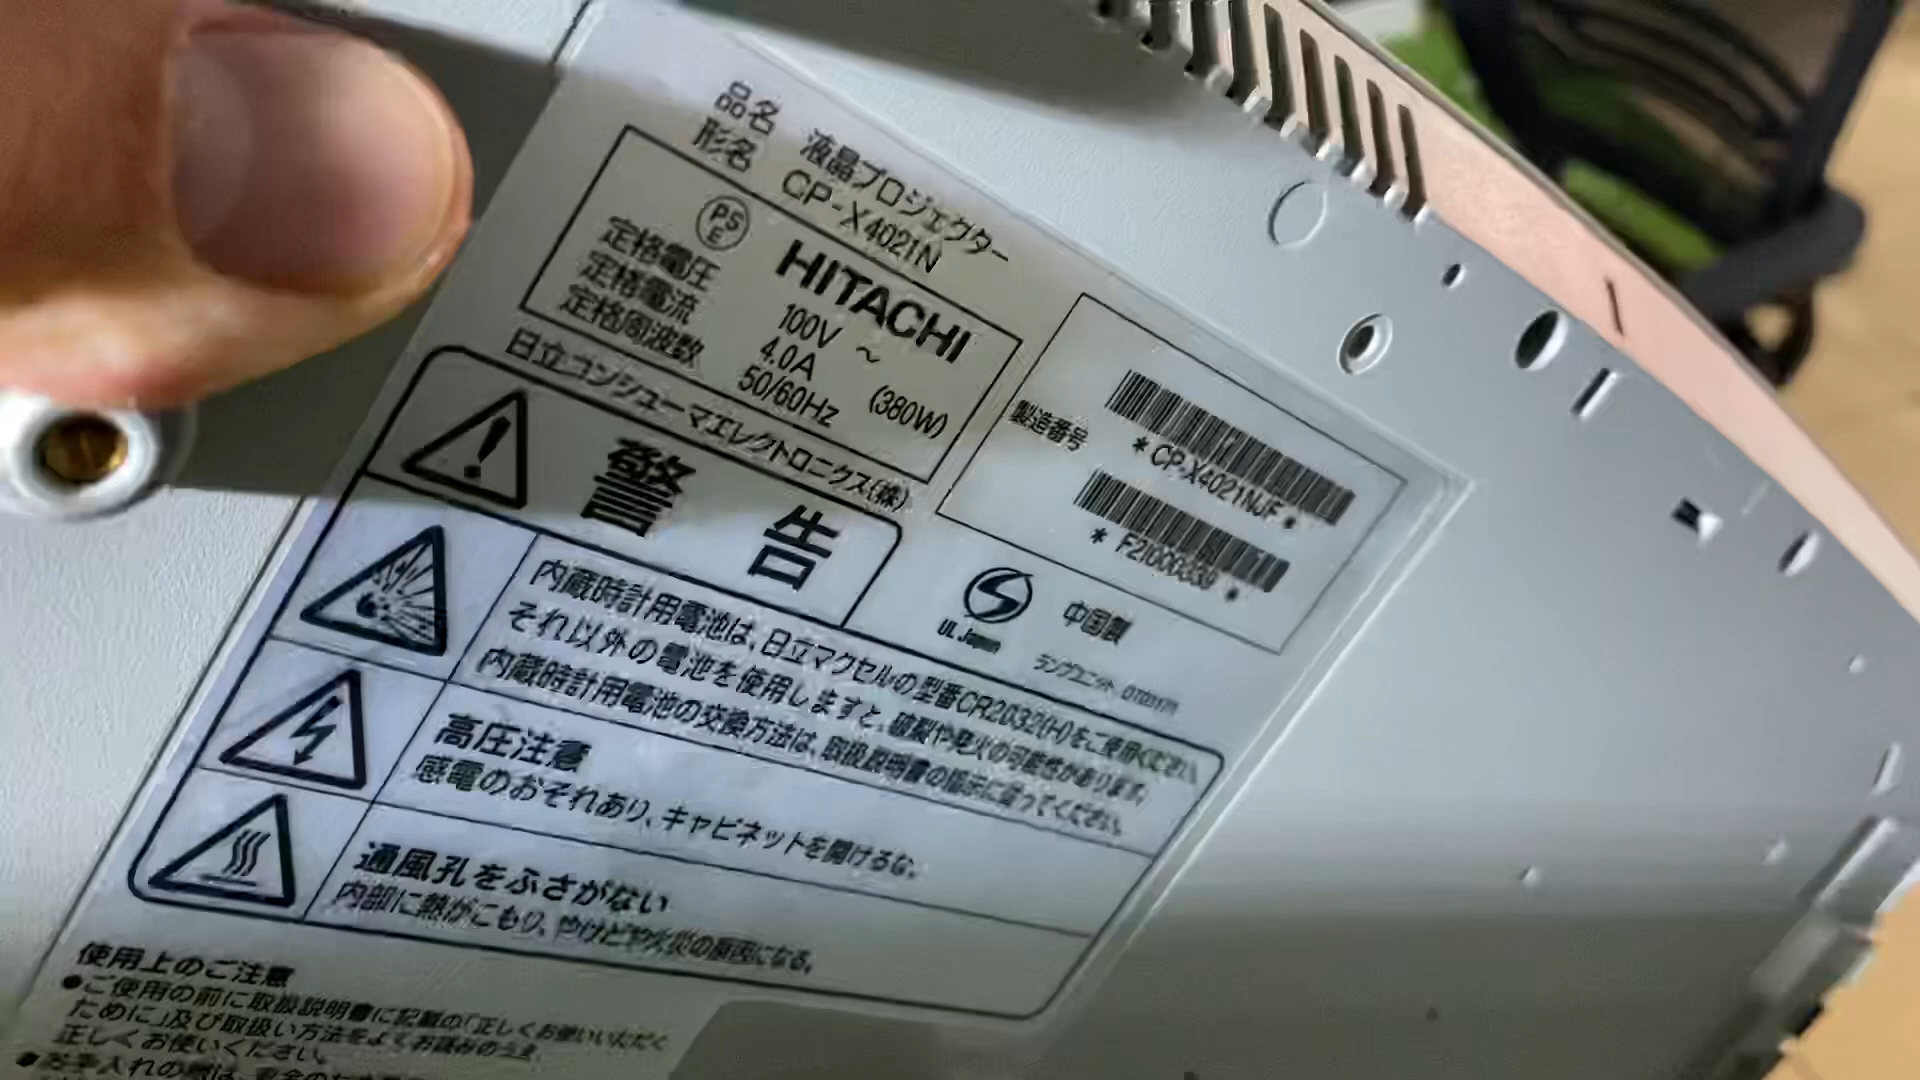 品名 液晶プロジェクター
形名 CP-X4021N
PS E HITACHI
定格電圧 100V ～
定格電流 4.0A (380W)
定格周波数 50/60Hz
日立コンシューマエレクトロニクス(株)
製造番号
* CP-X4021NJF *
UL Japan
中国製
ランプユニット
警告
内蔵時計用電池は、日立マクセルの型番CR2032(H)をご使用ください。
それ以外の電池を使用しますと、破裂や発火の可能性があります。
内蔵時計用電池の交換方法は、取扱説明書の指示に従ってください。
高圧注意
感電のおそれあり、キャビネットを開けるな。
通風孔をふさがない
内部に熱がこもり、やけどや火災の原因になる。
使用上のご注意
●ご使用の前に取扱説明書に記載の「正しくお使いいただく
ために」及び取扱い方法をよくお読みのうえ
正しくお使いください。